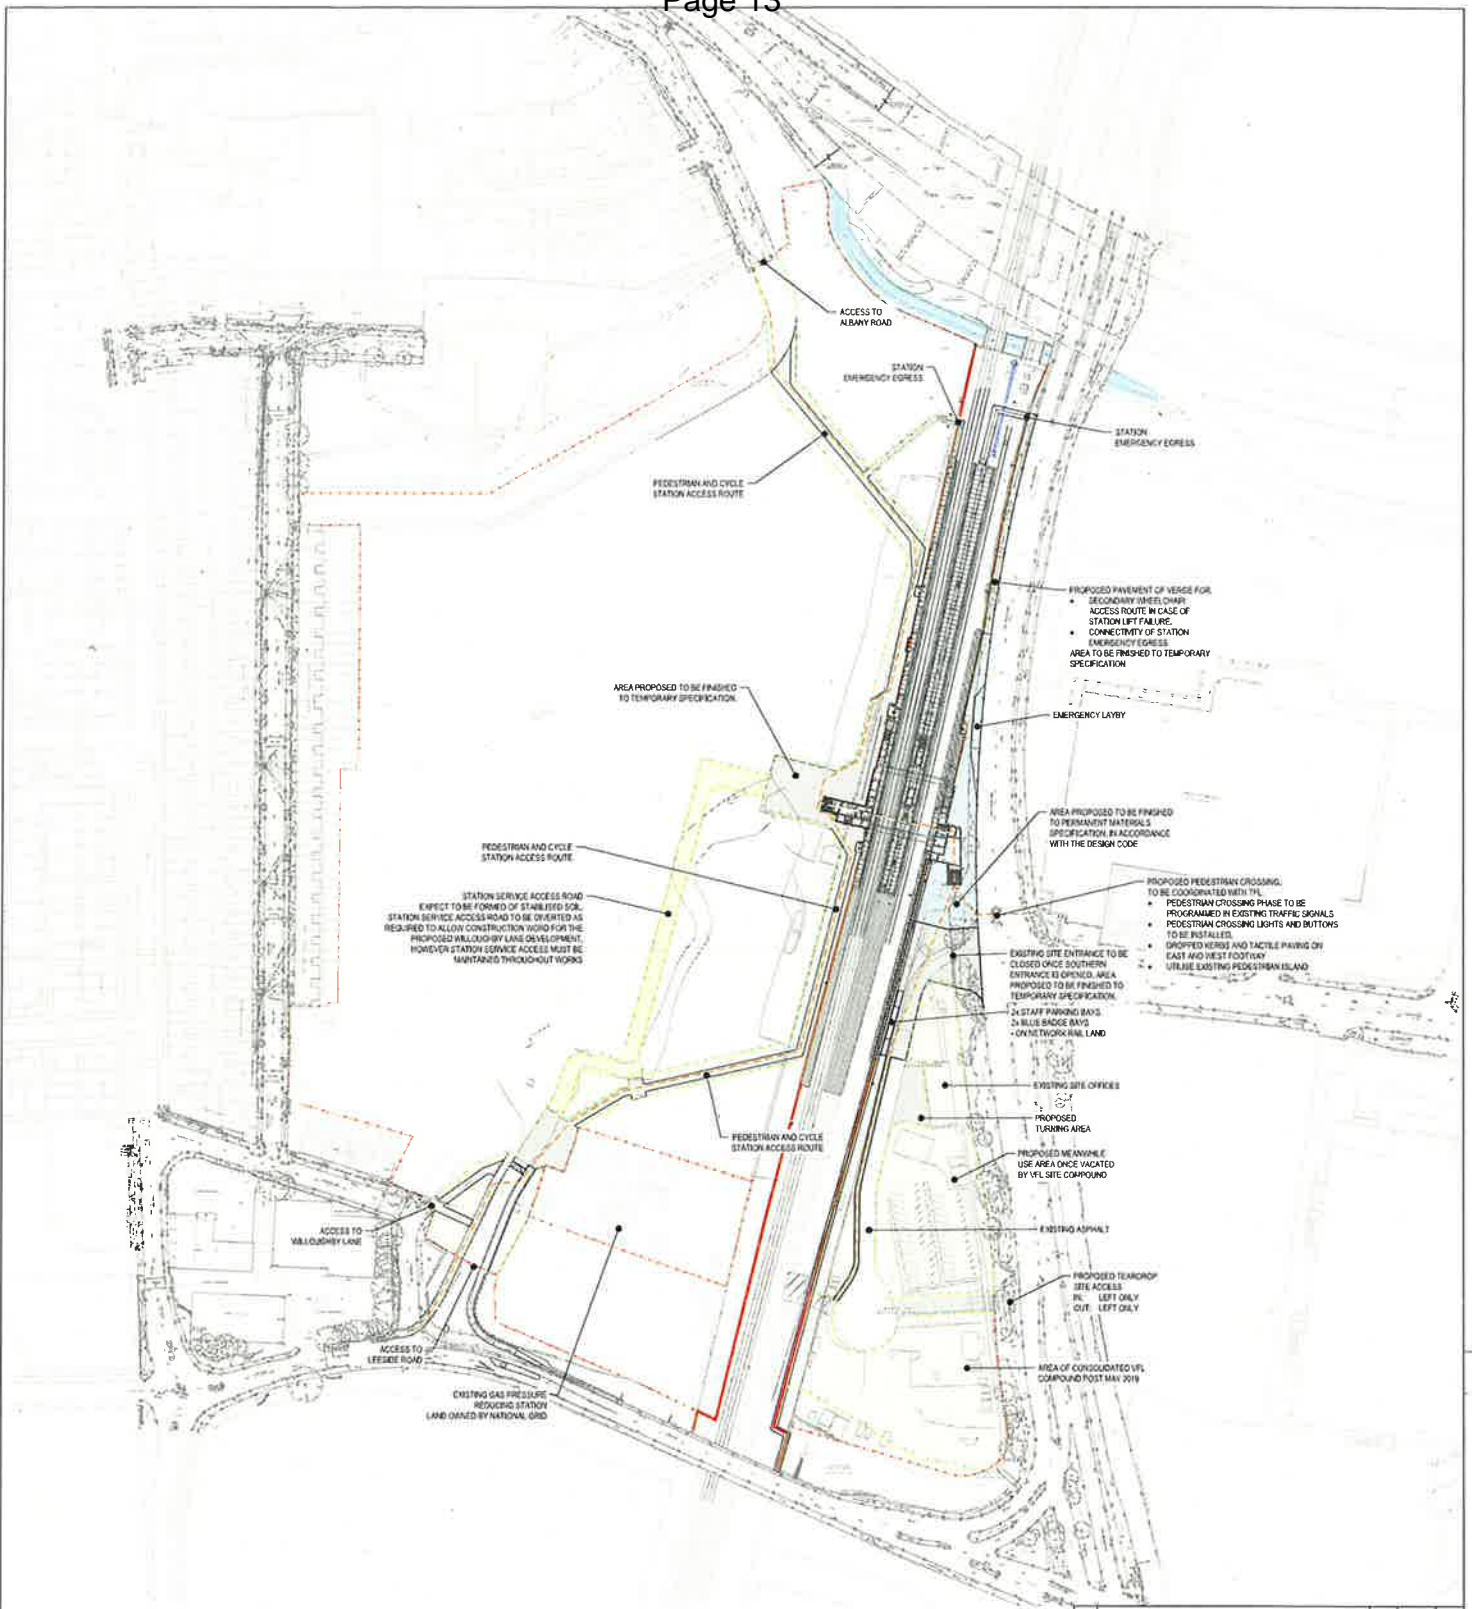 Page 13
ACCESS TO
ALBANY ROAD
STATION
EMERGENCY EGRESS
STATION
EMERGENCY EGRESS
PEDESTRIAN AND CYCLE
STATION ACCESS ROUTE
PROPOSED PAVEMENT OF VERGE FOR
• SECONDARY WHEELCHAIR
ACCESS ROUTE IN CASE OF
STATION LIFT FAILURE.
• CONNECTIVITY OF STATION
EMERGENCY EGRESS
AREA TO BE FINISHED TO TEMPORARY
SPECIFICATION
AREA PROPOSED TO BE FINISHED
TO TEMPORARY SPECIFICATION.
EMERGENCY LAYBY
AREA PROPOSED TO BE FINISHED
TO PERMANENT MATERIALS
SPECIFICATION, IN ACCORDANCE
WITH THE DESIGN CODE
PEDESTRIAN AND CYCLE
STATION ACCESS ROUTE
STATION SERVICE ACCESS ROAD
EXPECT TO BE FORMED OF STABILISED SOIL.
STATION SERVICE ACCESS ROAD TO BE DIVERTED AS
REQUIRED TO ALLOW CONSTRUCTION WORD FOR THE
PROPOSED WILLOUGHBY LANE DEVELOPMENT,
HOWEVER STATION SERVICE ACCESS MUST BE
MAINTAINED THROUGHOUT WORKS
PROPOSED PEDESTRIAN CROSSING.
TO BE COORDINATED WITH TFL
• PEDESTRIAN CROSSING PHASE TO BE
PROGRAMMED IN EXISTING TRAFFIC SIGNALS
• PEDESTRIAN CROSSING LIGHTS AND BUTTONS
TO BE INSTALLED.
• DROPPED KERBS AND TACTILE PAVING ON
EAST AND WEST FOOTWAY
• UTILISE EXISTING PEDESTRIAN ISLAND
EXISTING SITE ENTRANCE TO BE
CLOSED ONCE SOUTHERN
ENTRANCE IS OPENED. AREA
PROPOSED TO BE FINISHED TO
TEMPORARY SPECIFICATION.
2x STAFF PARKING BAYS
2x BLUE BADGE BAYS
- ON NETWORK RAIL LAND
EXISTING SITE OFFICES
PROPOSED
TURNING AREA
PEDESTRIAN AND CYCLE
STATION ACCESS ROUTE
PROPOSED MEANWHILE
USE AREA ONCE VACATED
BY VFL SITE COMPOUND
ACCESS TO
WILLOUGHBY LANE
EXISTING ASPHALT
PROPOSED TEARDROP
SITE ACCESS
IN: LEFT ONLY
OUT: LEFT ONLY
ACCESS TO
LEESIDE ROAD
AREA OF CONSOLIDATED VFL
COMPOUND POST MAY 2019
EXISTING GAS PRESSURE
REDUCING STATION
LAND OWNED BY NATIONAL GRID